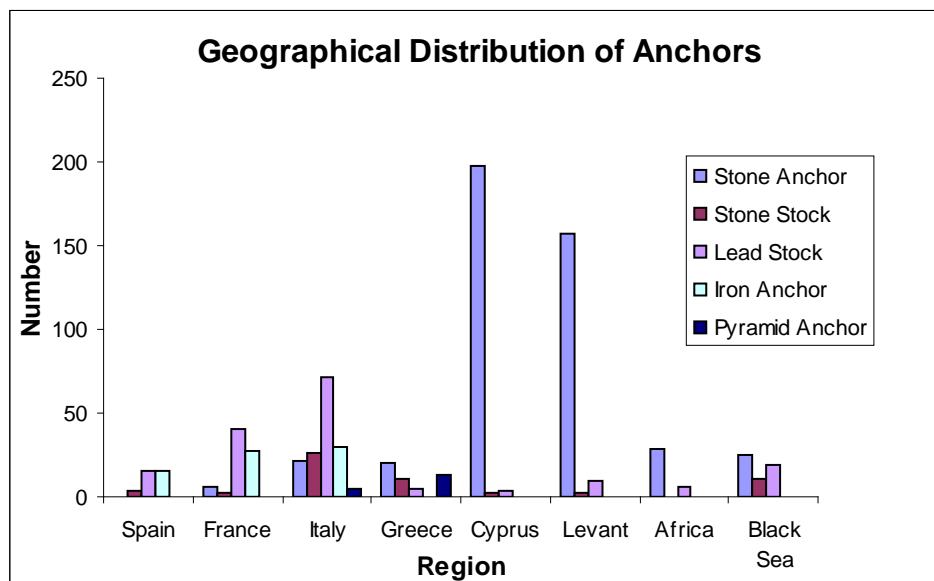 Geographical Distribution of Anchors
250
200
150
100
50
0
Number
Stone Anchor
Stone Stock
Lead Stock
Iron Anchor
Pyramid Anchor
Spain France Italy Greece Cyprus Levant Africa Black
Sea
Region